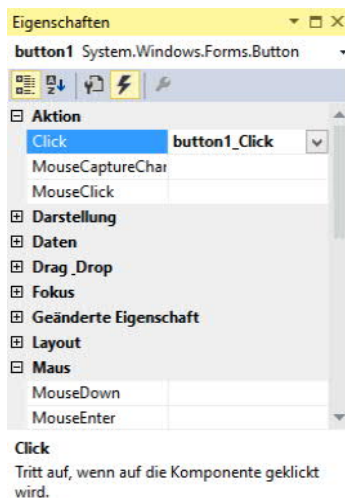 Eigenschaften
button1 System.Windows.Forms.Button
Aktion
Click button1_Click
MouseCaptureChar
MouseClick
Darstellung
Daten
Drag_Drop
Fokus
Geänderte Eigenschaft
Layout
Maus
MouseDown
MouseEnter
Click
Tritt auf, wenn auf die Komponente geklickt
wird.